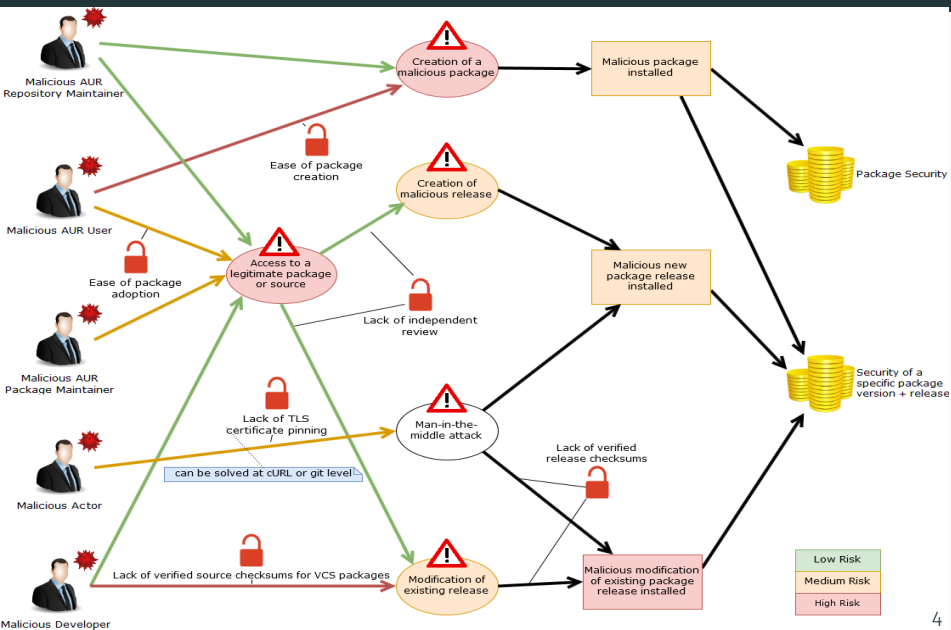 Malicious AUR
Repository Maintainer
Creation of a
malicious package
Malicious package
installed
Ease of package
creation
Package Security
Malicious AUR User
Creation of
malicious release
Ease of package
adoption
Access to a
legitimate package
or source
Malicious new
package release
installed
Lack of independent
review
Malicious AUR
Package Maintainer
Security of a
specific package
version + release
Lack of TLS
certificate pinning
Man-in-the-
middle attack
can be solved at cURL or git level
Lack of verified
release checksums
Malicious Actor
Lack of verified source checksums for VCS packages
Modification of
existing release
Malicious modification
of existing package
release installed
Low Risk
Medium Risk
High Risk
Malicious Developer
4